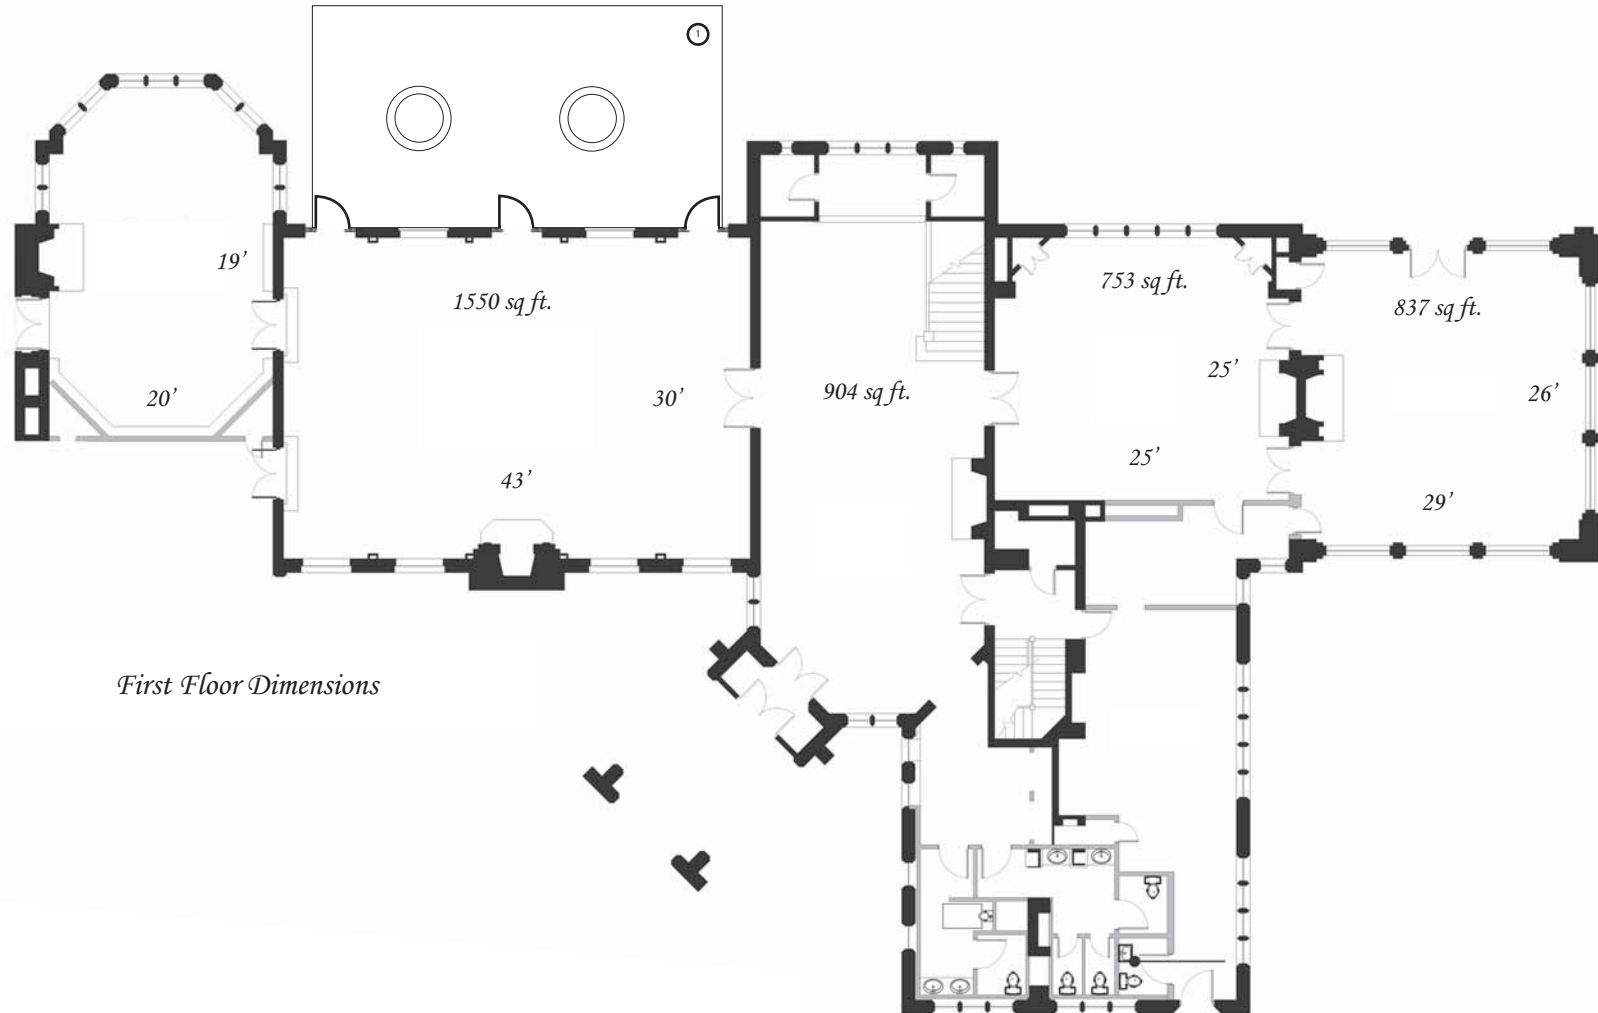 1
19'
1550 sq ft.
753 sq ft.
837 sq ft.
20'
30'
904 sq ft.
25'
26'
43'
25'
29'
First Floor Dimensions